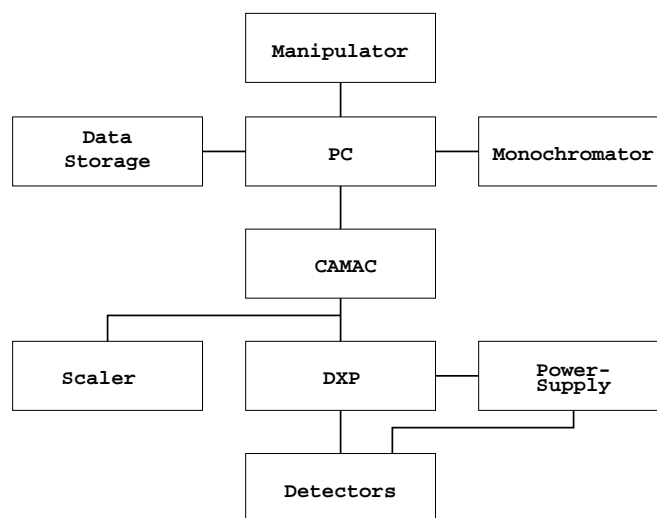 Manipulator
Data
Storage
PC
Monochromator
CAMAC
Scaler
DXP
Power-
Supply
Detectors